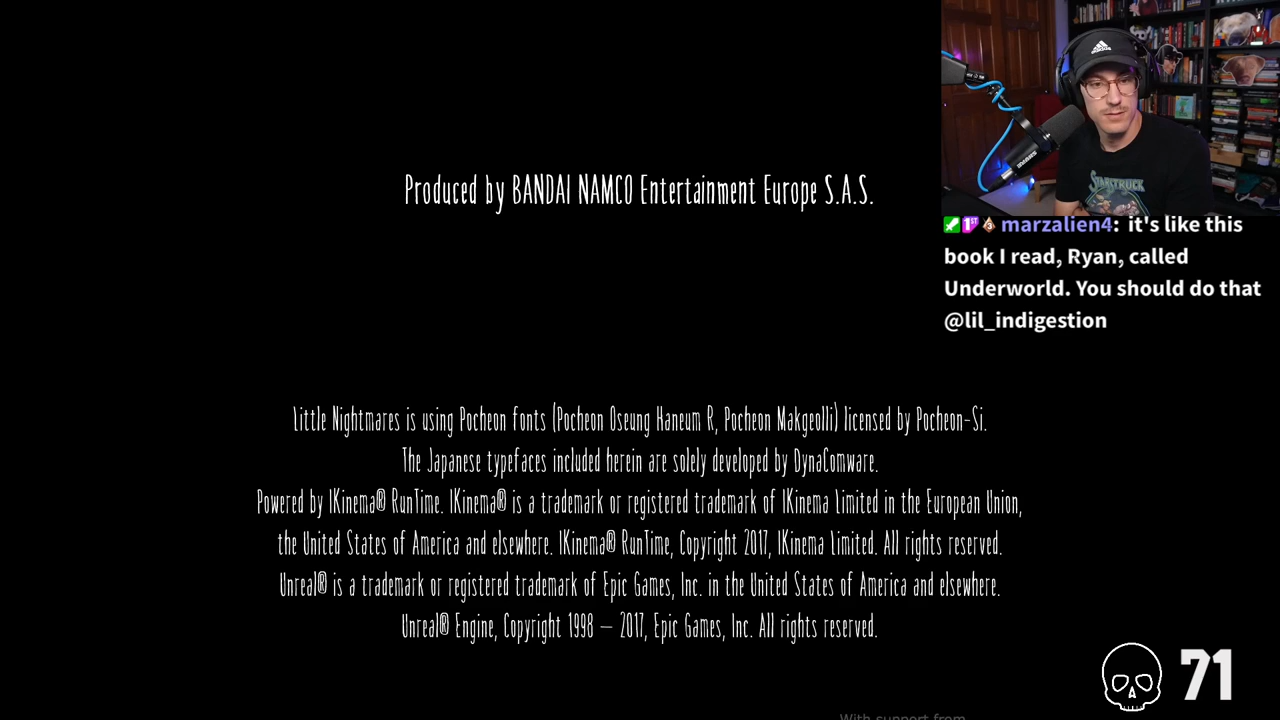 Produced by BANDAI NAMCO Entertainment Europe S.A.S.
marzalien4: it's like this
book I read, Ryan, called
Underworld. You should do that
@lil_indigestion
Little Nightmares is using Pocheon fonts (Pocheon Oseung Haneum R, Pocheon Makgeolli) licensed by Pocheon-Si.
The Japanese typefaces included herein are solely developed by DynaComware.
Powered by IKinema® RunTime. IKinema® is a trademark or registered trademark of IKinema Limited in the European Union,
the United States of America and elsewhere. IKinema® RunTime, Copyright 2017, IKinema Limited. All rights reserved.
Unreal® is a trademark or registered trademark of Epic Games, Inc. in the United States of America and elsewhere.
Unreal® Engine, Copyright 1998 – 2017, Epic Games, Inc. All rights reserved.
71
With support from